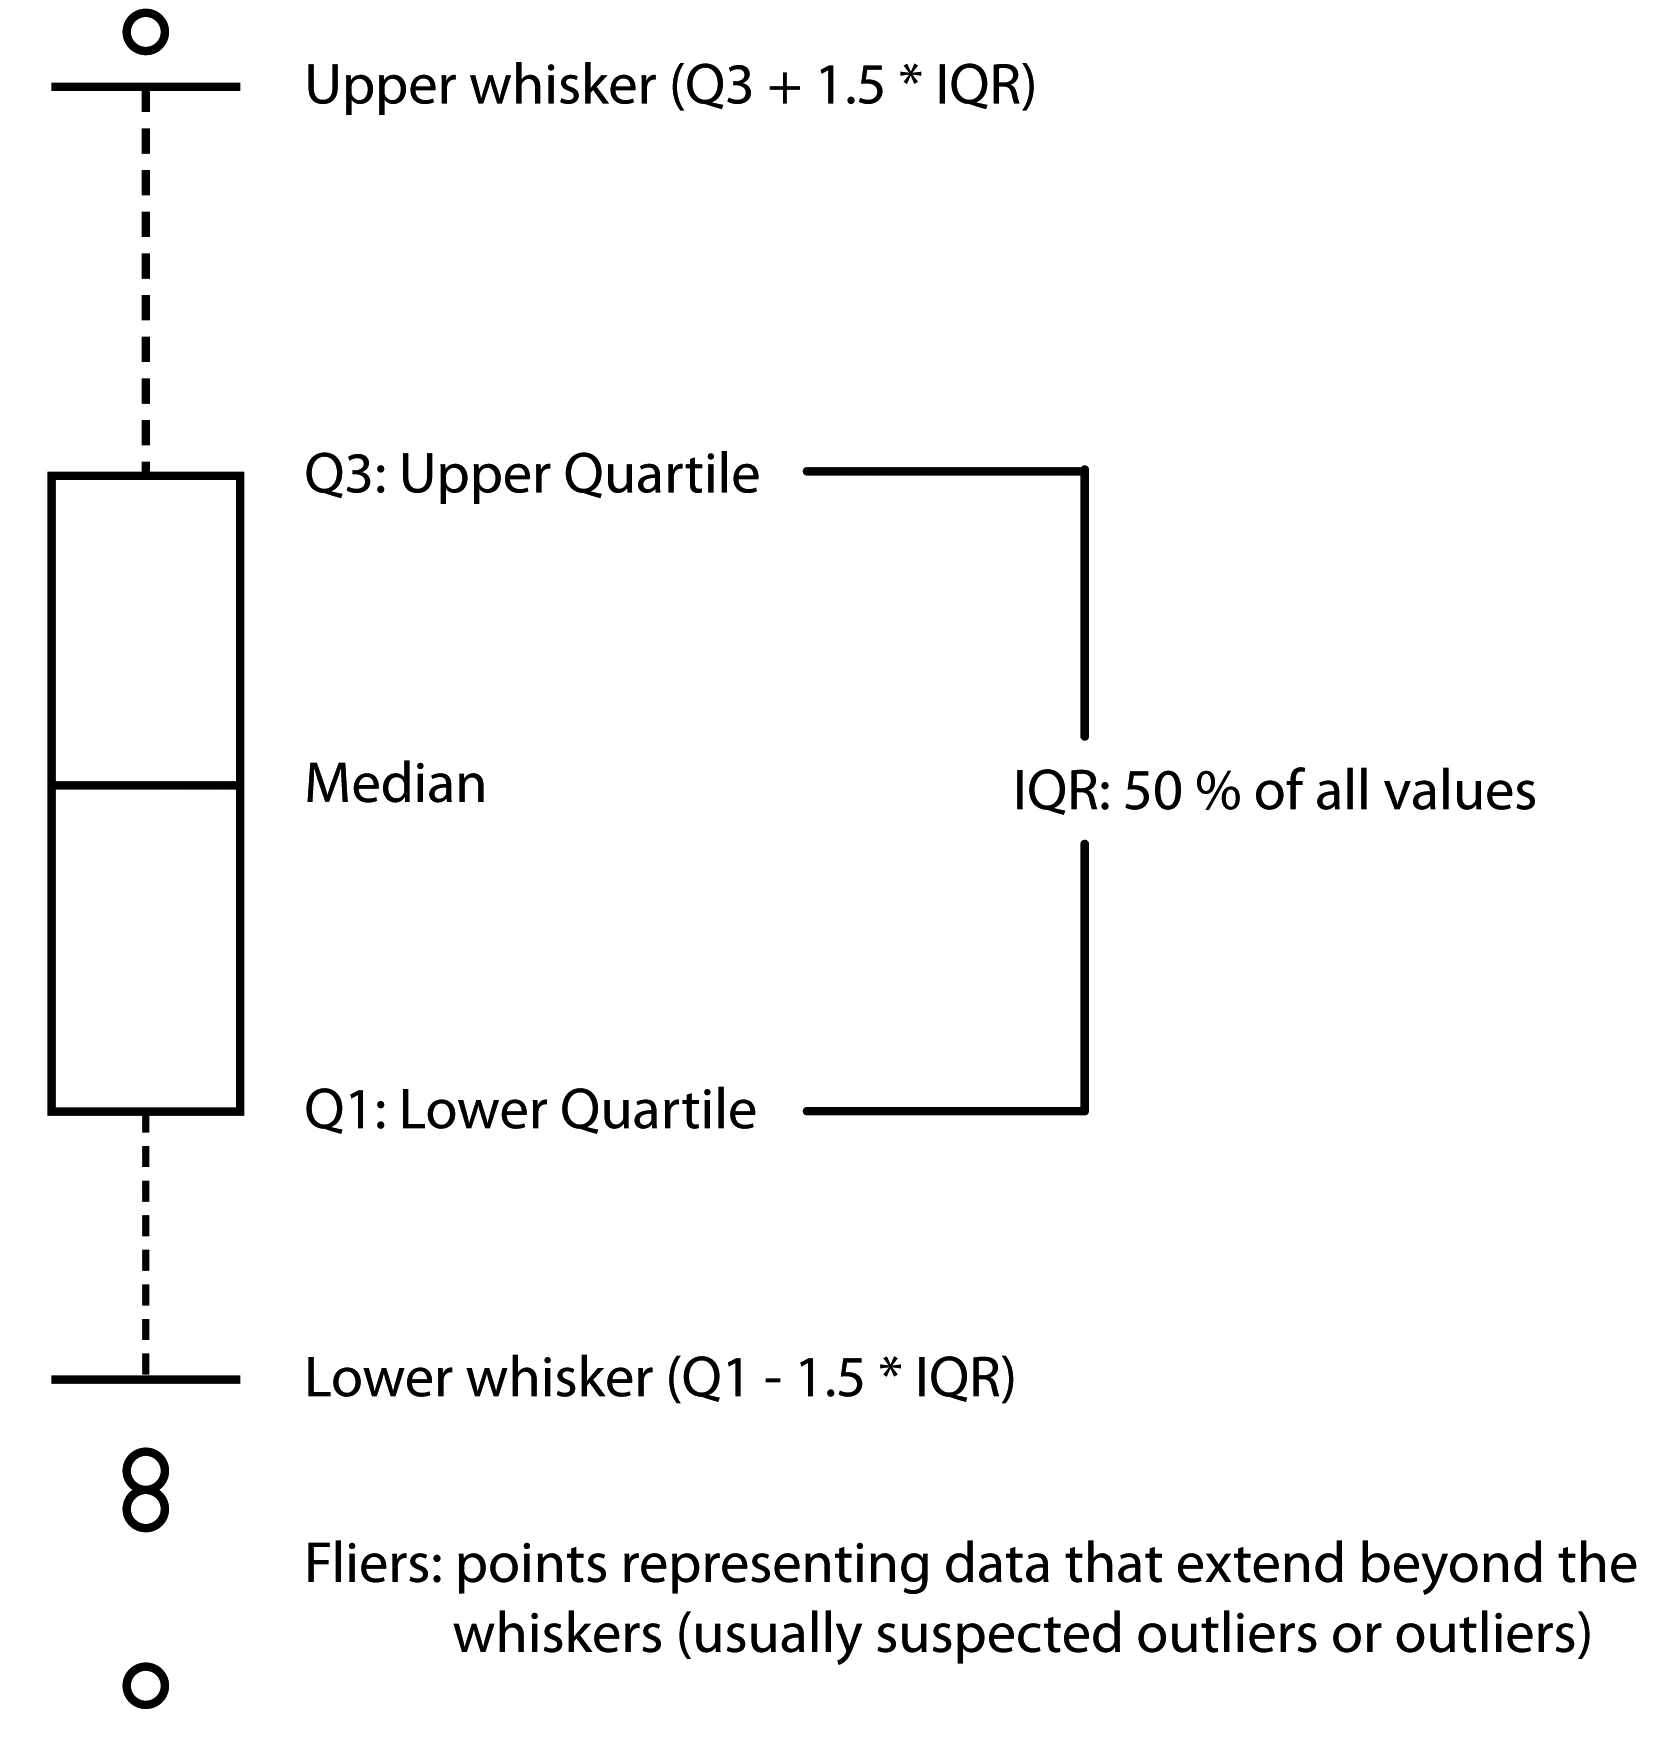 Upper whisker (Q3 + 1.5 * IQR)
Q3: Upper Quartile
Median
IQR: 50 % of all values
Q1: Lower Quartile
Lower whisker (Q1 - 1.5 * IQR)
Fliers: points representing data that extend beyond the
whiskers (usually suspected outliers or outliers)